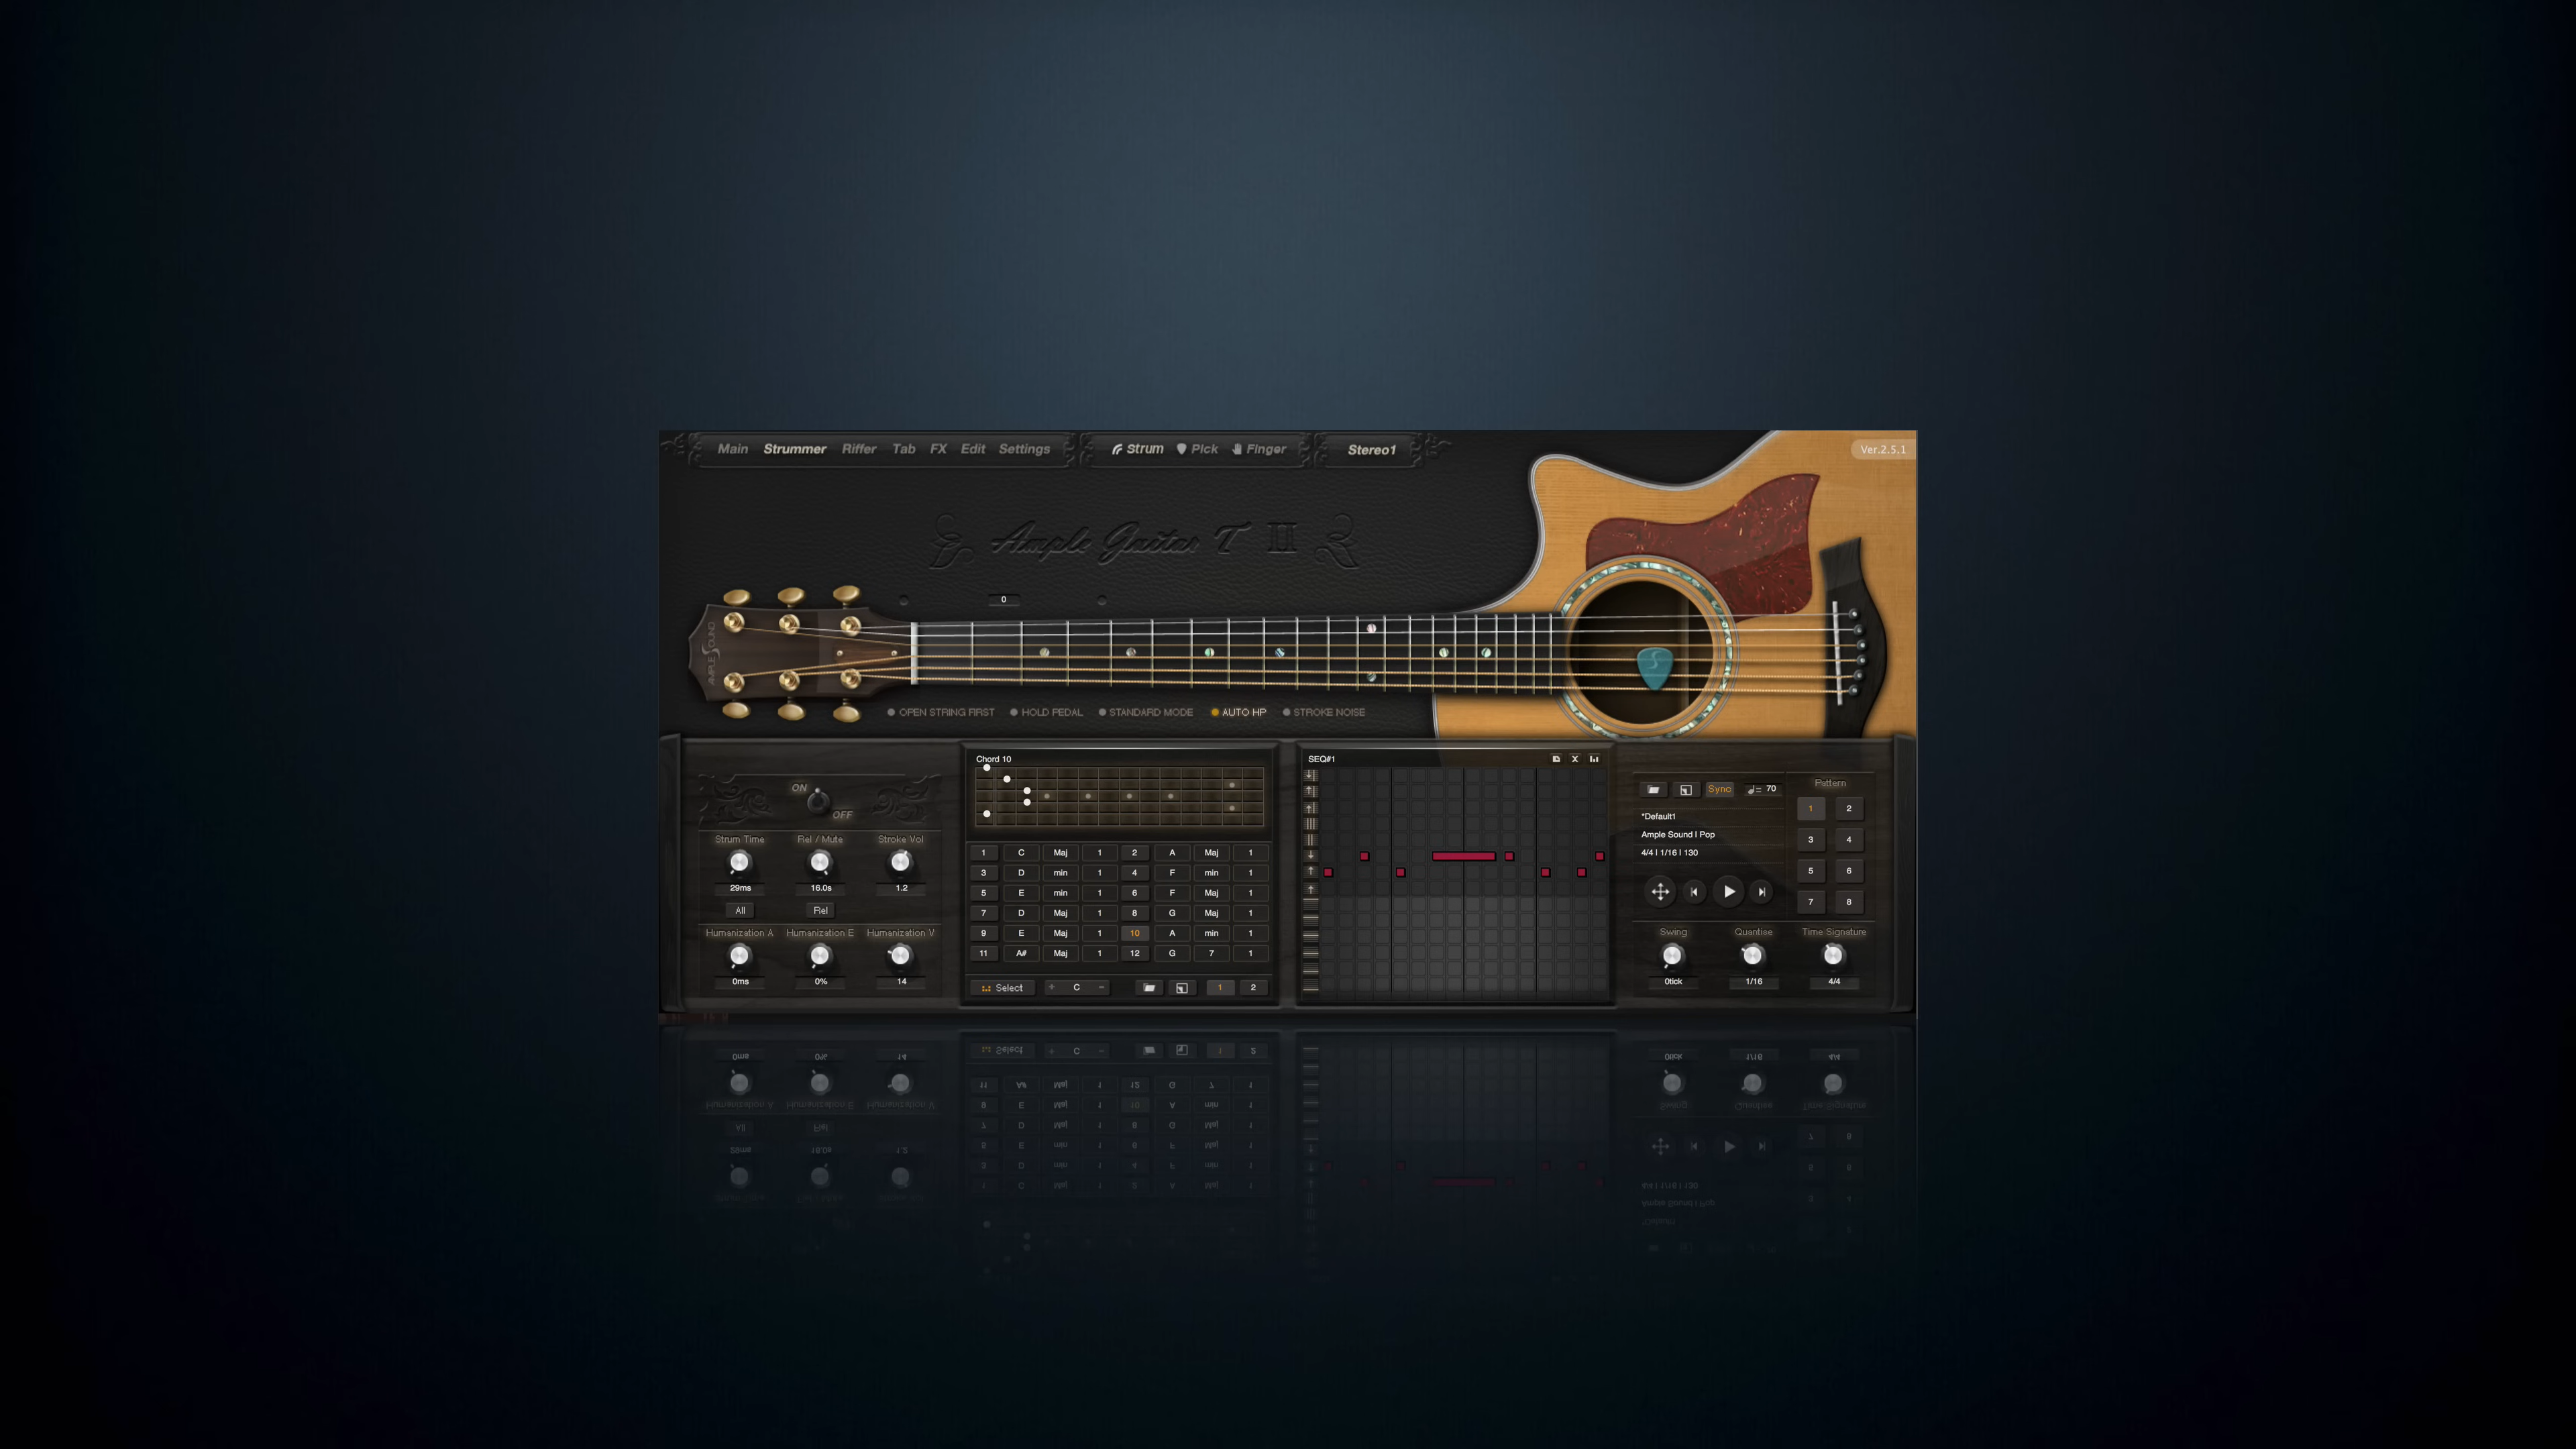 Main Strummer Riffer Tab FX Edit Settings Strum Pick Finger Stereo1 Ver.2.5.1
Ample Guitar T III
0
AMPLE SOUND
OPEN STRING FIRST HOLD PEDAL STANDARD MODE AUTO HP STROKE NOISE
ON
OFF
Strum Time Rel / Mute Stroke Vol
29ms 16.0s 1.2
All Rel
Humanization A Humanization E Humanization V
0ms 0% 14
Chord 10
1 C Maj 1 2 A Maj 1
3 D min 1 4 F min 1
5 E min 1 6 F Maj 1
7 D Maj 1 8 G Maj 1
9 E Maj 1 10 A min 1
11 A# Maj 1 12 G 7 1
Select + C − 1 2
SEQ#1 X
Sync ♩= 70
*Default1
Ample Sound | Pop
4/4 | 1/16 | 130
Pattern
1 2
3 4
5 6
7 8
Swing Quantise Time Signature
0tick 1/16 4/4